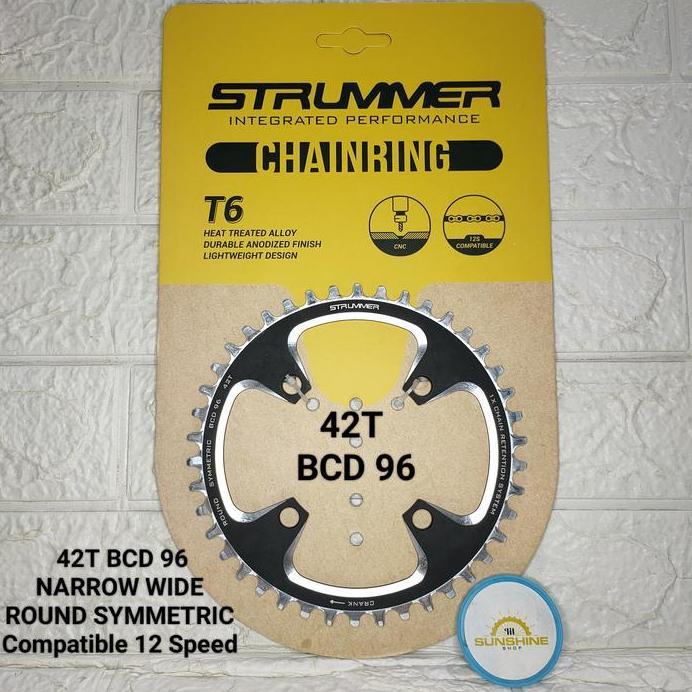 STRUMMER
INTEGRATED PERFORMANCE
CHAINRING
T6
HEAT TREATED ALLOY
DURABLE ANODIZED FINISH
LIGHTWEIGHT DESIGN
CNC
12S
COMPATIBLE
STRUMMER
ROUND SYMMETRIC BCD 96 42T
1X CHAIN RETENTION SYSTEM
CRANK
42T
BCD 96
42T BCD 96
NARROW WIDE
ROUND SYMMETRIC
Compatible 12 Speed
SUNSHINE
SHOP